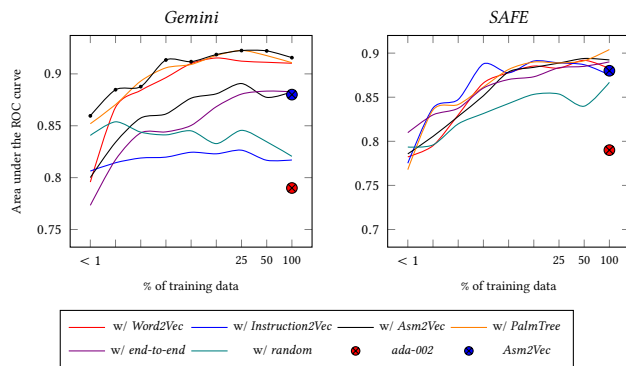 Gemini
SAFE
Area under the ROC curve
0.9
0.85
0.8
0.75
< 1
25
50
100
% of training data
0.9
0.85
0.8
0.75
0.7
< 1
25
50
100
% of training data
w/ Word2Vec
w/ Instruction2Vec
w/ Asm2Vec
w/ PalmTree
w/ end-to-end
w/ random
ada-002
Asm2Vec